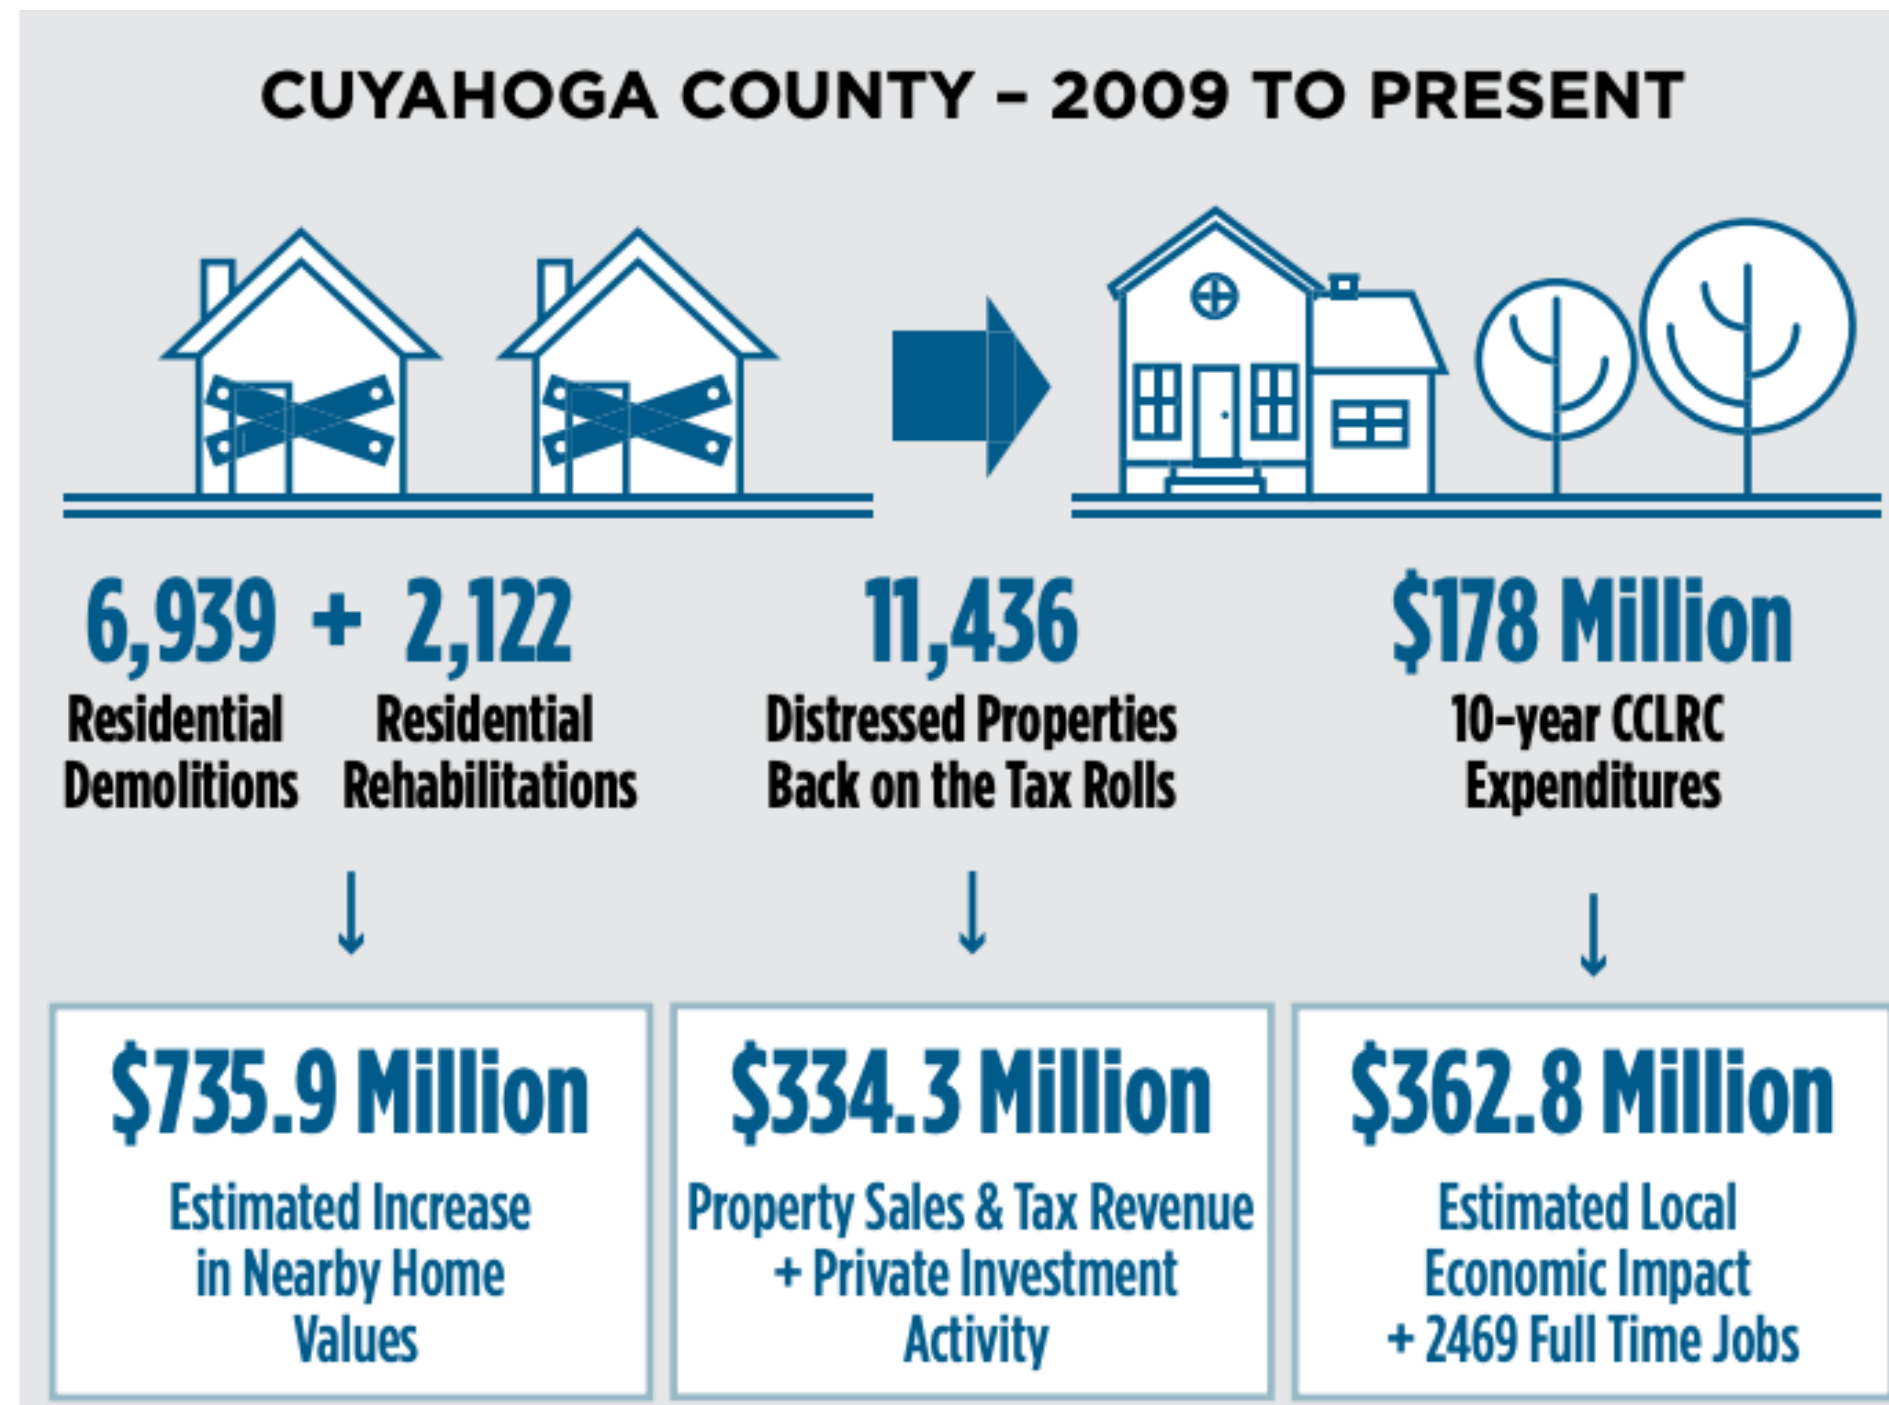 CUYAHOGA COUNTY – 2009 TO PRESENT
6,939 + 2,122
Residential Demolitions
Residential Rehabilitations
11,436
Distressed Properties
Back on the Tax Rolls
$178 Million
10-year CCLRC
Expenditures
$735.9 Million
Estimated Increase
in Nearby Home
Values
$334.3 Million
Property Sales & Tax Revenue
+ Private Investment
Activity
$362.8 Million
Estimated Local
Economic Impact
+ 2469 Full Time Jobs